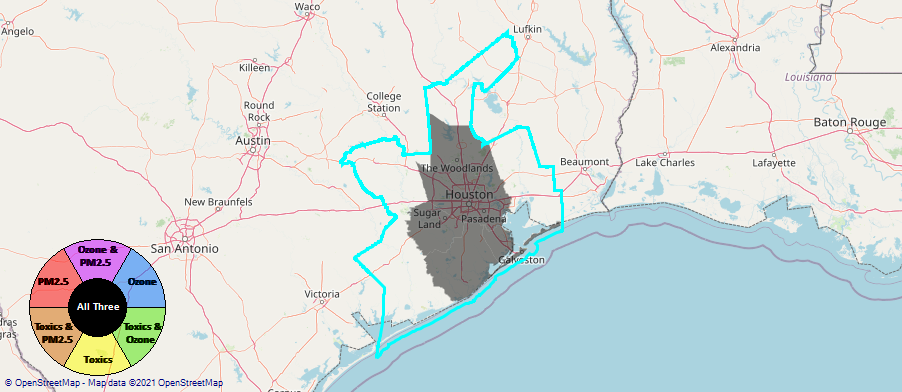 Waco
Angelo
Lufkin
Alexandria
Killeen
Louisiana
College
Station
Round
Rock
Austin
Baton Rouge
The Woodlands
Beaumont
Lake Charles
Lafayette
Houston
New Braunfels
Sugar
Land
Pasadena
San Antonio
Galveston
Victoria
Ozone &
PM2.5
PM2.5
Ozone
All Three
Toxics &
PM2.5
Toxics &
Ozone
Toxics
© OpenStreetMap - Map data ©2021 OpenStreetMap